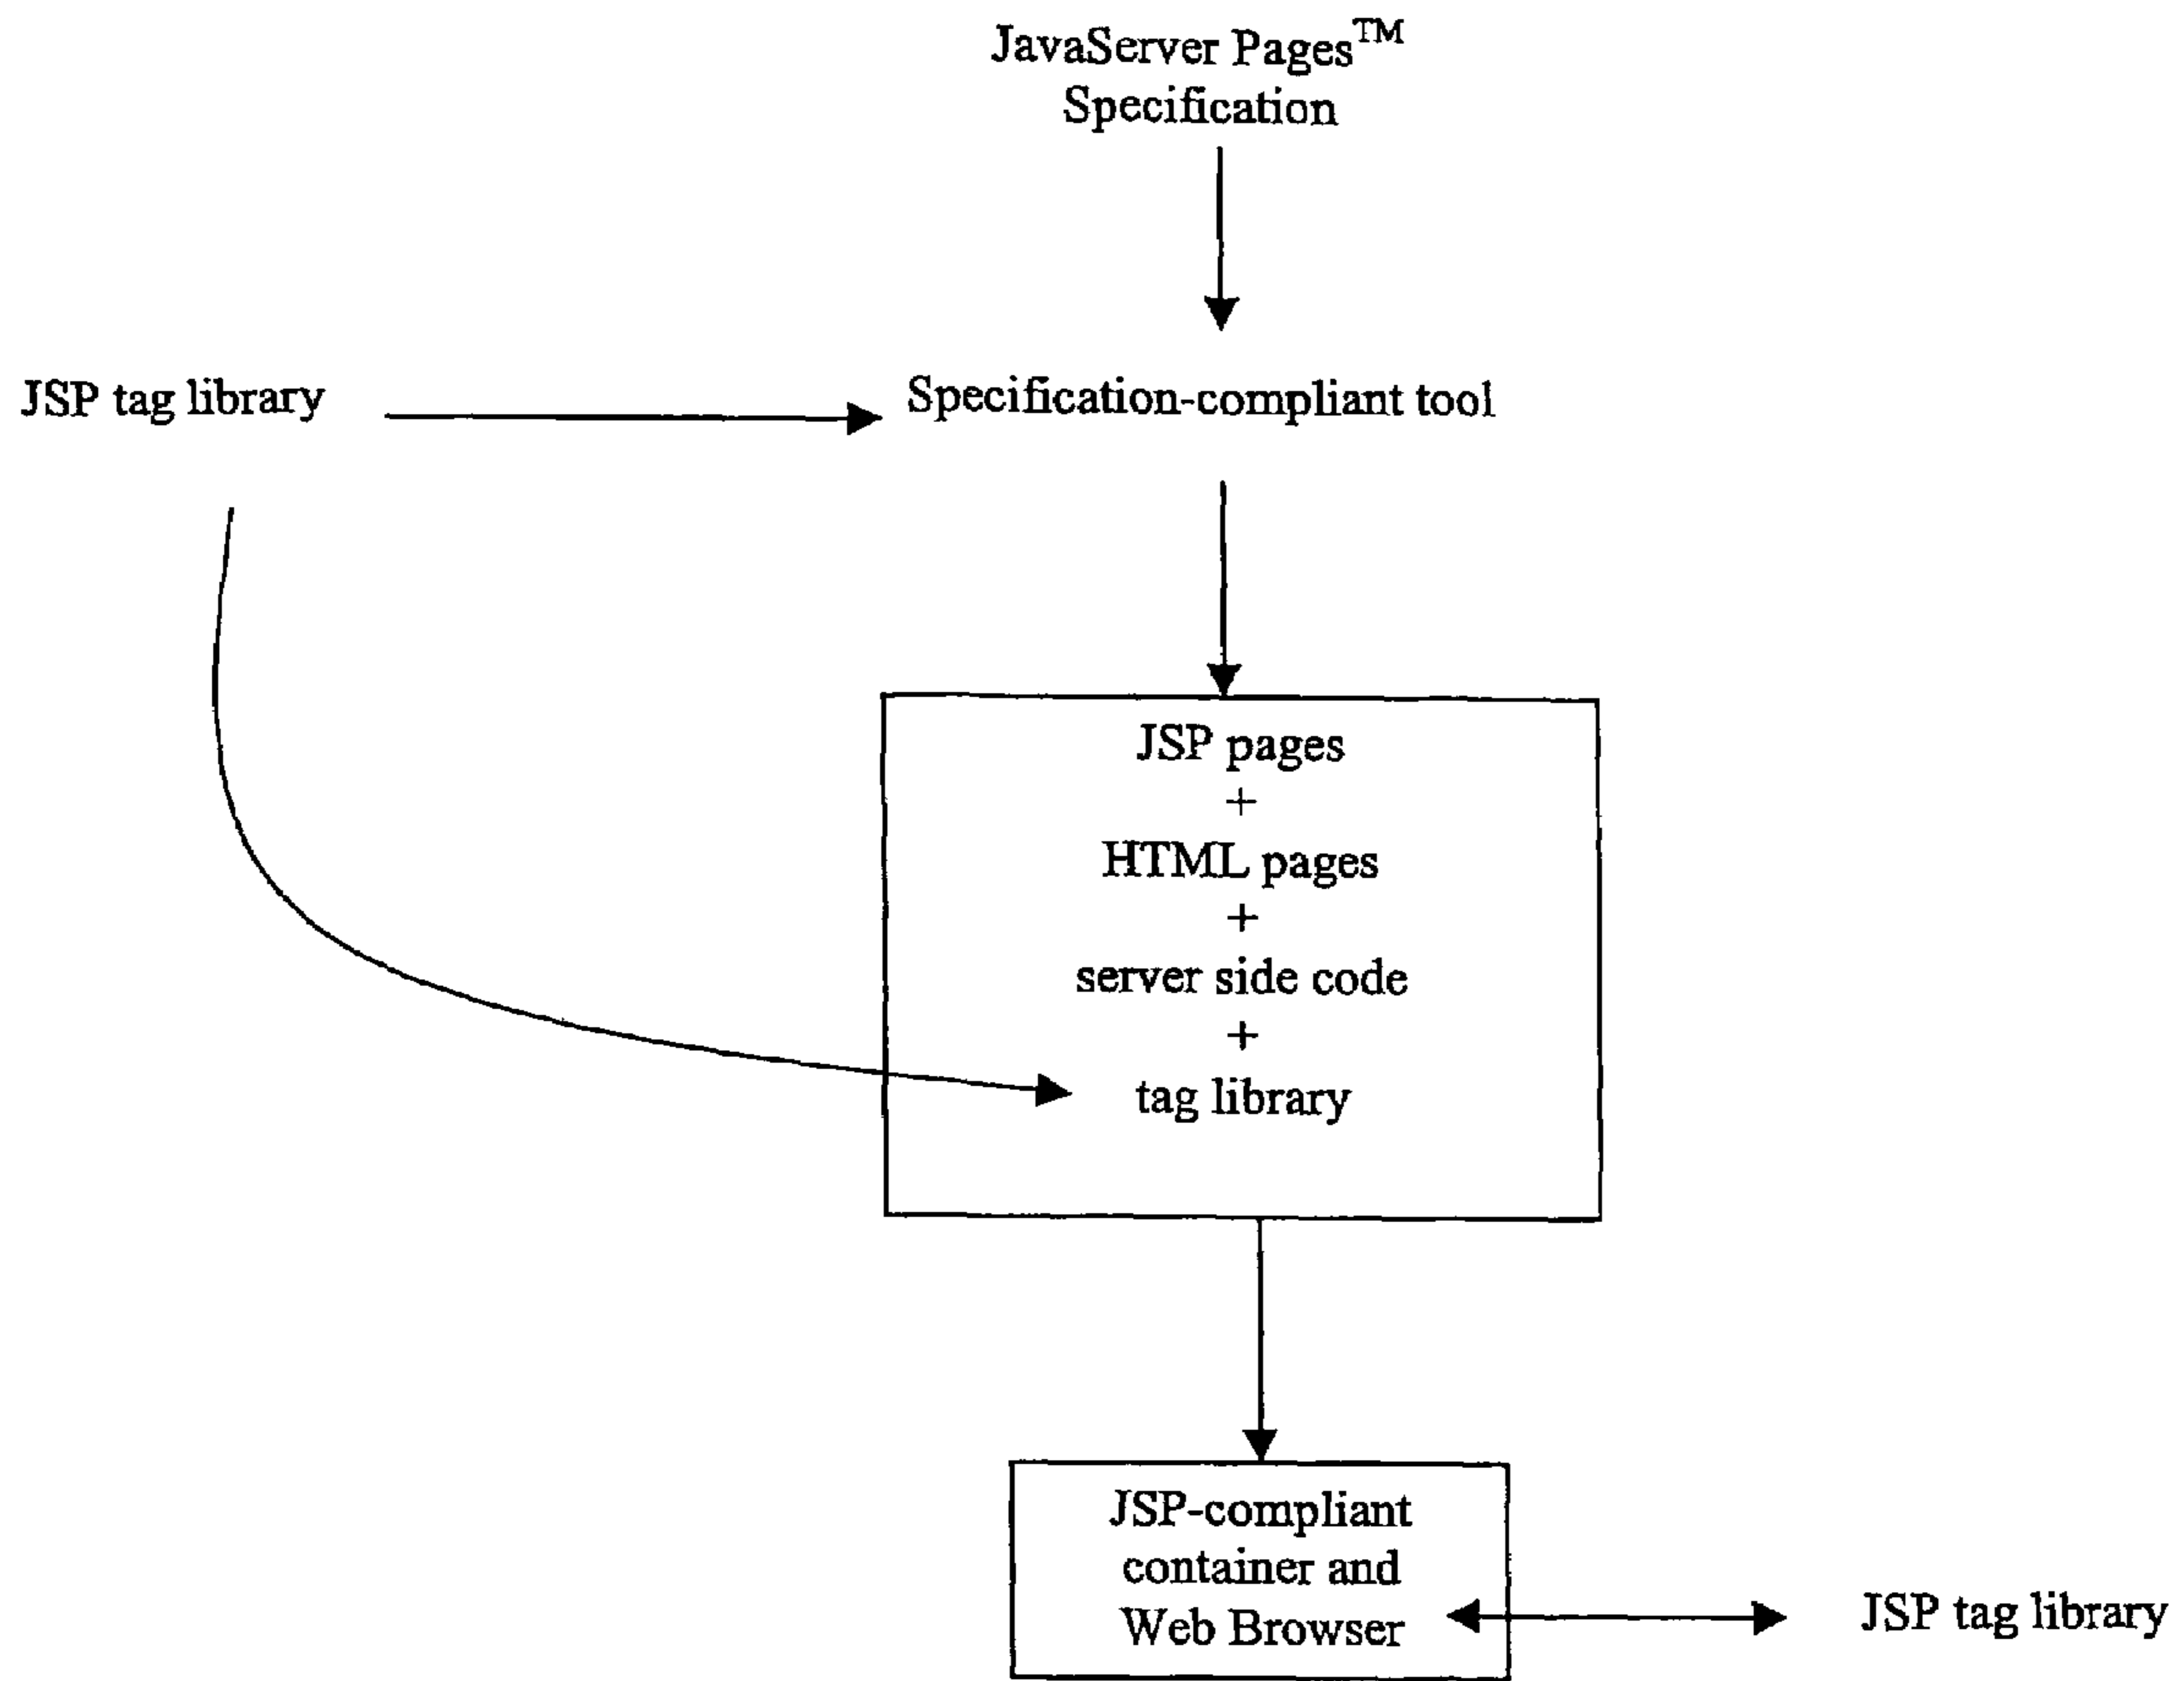 JavaServer Pages™
Specification
JSP tag library
Specification-compliant tool
JSP pages
+
HTML pages
+
server side code
+
tag library
JSP-compliant
container and
Web Browser
JSP tag library